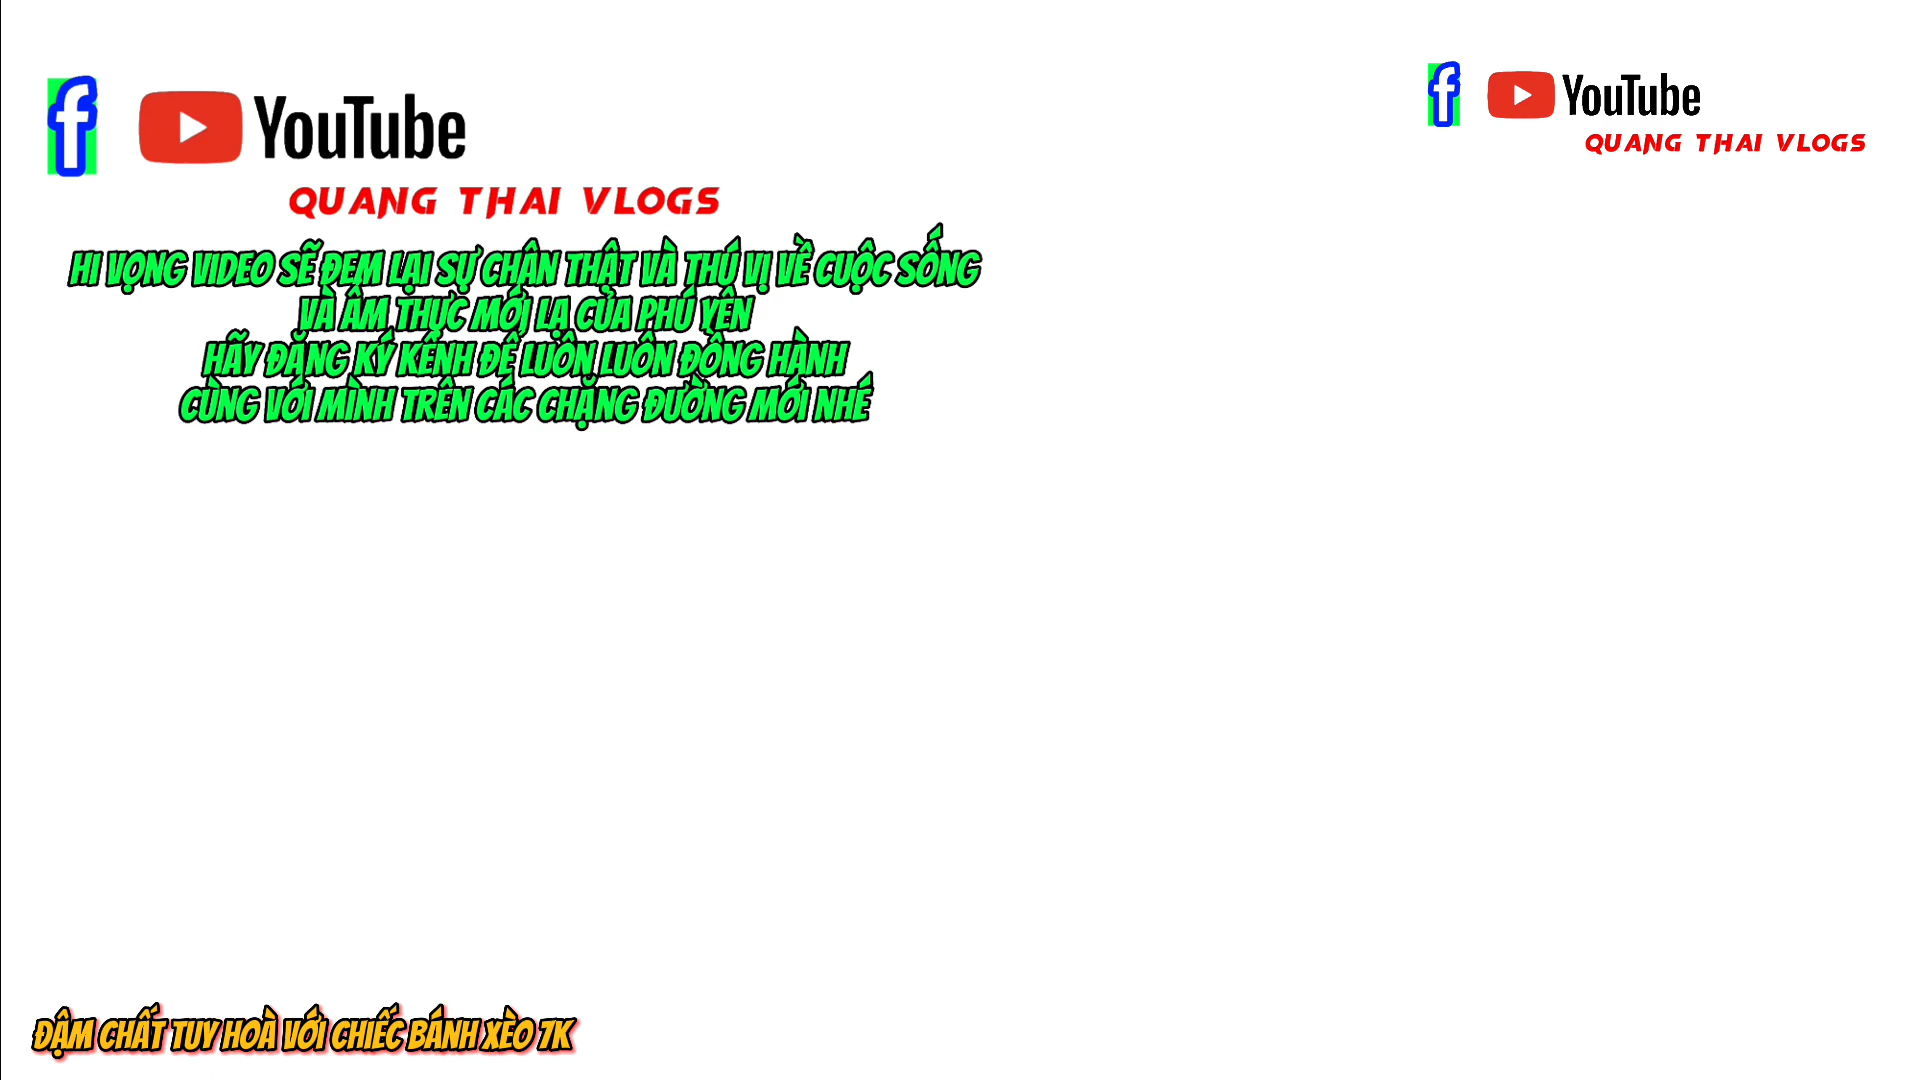 f YouTube
QUANG THAI VLOGS
HI VỌNG VIDEO SẼ ĐEM LẠI SỰ CHÂN THẬT VÀ THÚ VỊ VỀ CUỘC SỐNG
VÀ ẨM THỰC MỚI LẠ CỦA PHÚ YÊN
HÃY ĐĂNG KÝ KÊNH ĐỂ LUÔN LUÔN ĐỒNG HÀNH
CÙNG VỚI MÌNH TRÊN CÁC CHẶNG ĐƯỜNG MỚI NHÉ
f YouTube
QUANG THAI VLOGS
ĐẬM CHẤT TUY HOÀ VỚI CHIẾC BÁNH XÈO 7K